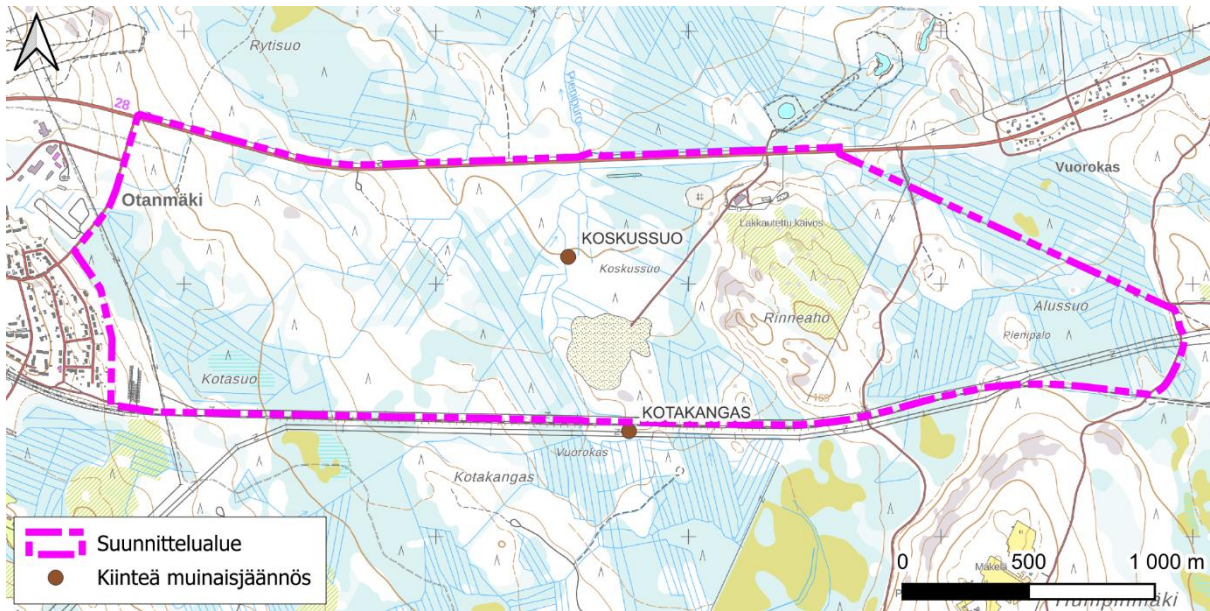 Rytisuo
28
Pienipuro
Otanmäki
Vuorokas
KOSKUSSUO
Koskussuo
Lakkautettu kaivos
Rinneaho
Alussuo
Pienipalo
Kotasuo
KOTAKANGAS
Vuorokas
Kotakangas
Mäkelä
Suunnittelualue
Kiinteä muinaisjäännös
0 500 1 000 m